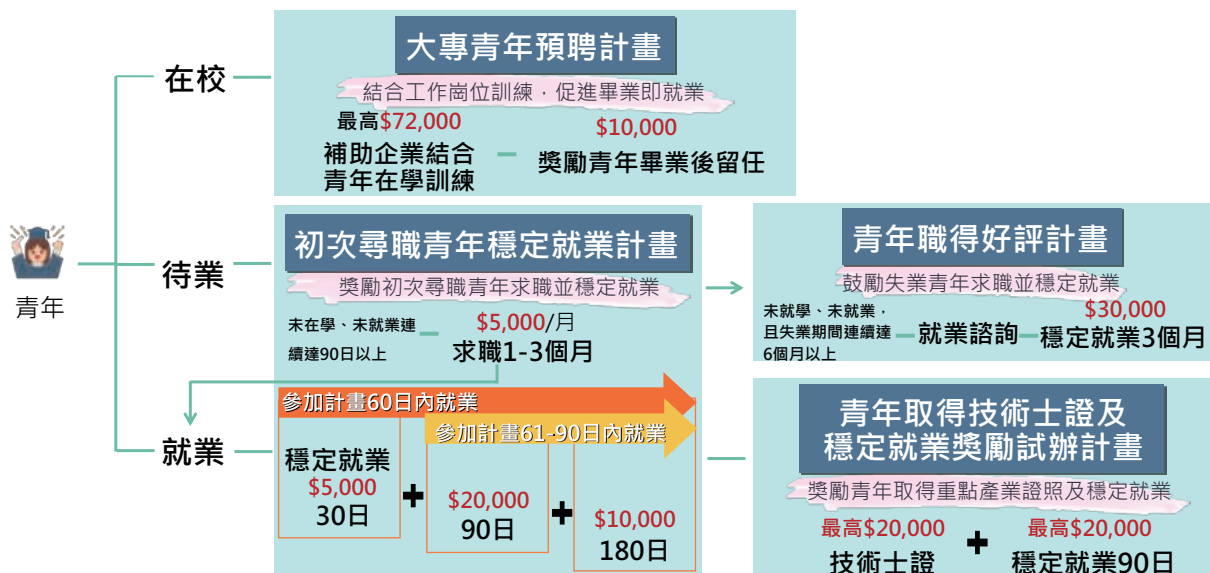 青年
在校
大專青年預聘計畫
結合工作崗位訓練，促進畢業即就業
最高$72,000
補助企業結合
青年在學訓練
$10,000
獎勵青年畢業後留任
待業
初次尋職青年穩定就業計畫
獎勵初次尋職青年求職並穩定就業
未在學、未就業連
續達90日以上
$5,000/月
求職1-3個月
青年職得好評計畫
鼓勵失業青年求職並穩定就業
未就學、未就業，
且失業期間連續達
6個月以上
就業諮詢
$30,000
穩定就業3個月
就業
參加計畫60日內就業
參加計畫61-90日內就業
穩定就業
$5,000
30日
+
$20,000
90日
+
$10,000
180日
青年取得技術士證及
穩定就業獎勵試辦計畫
獎勵青年取得重點產業證照及穩定就業
最高$20,000
技術士證
+
最高$20,000
穩定就業90日